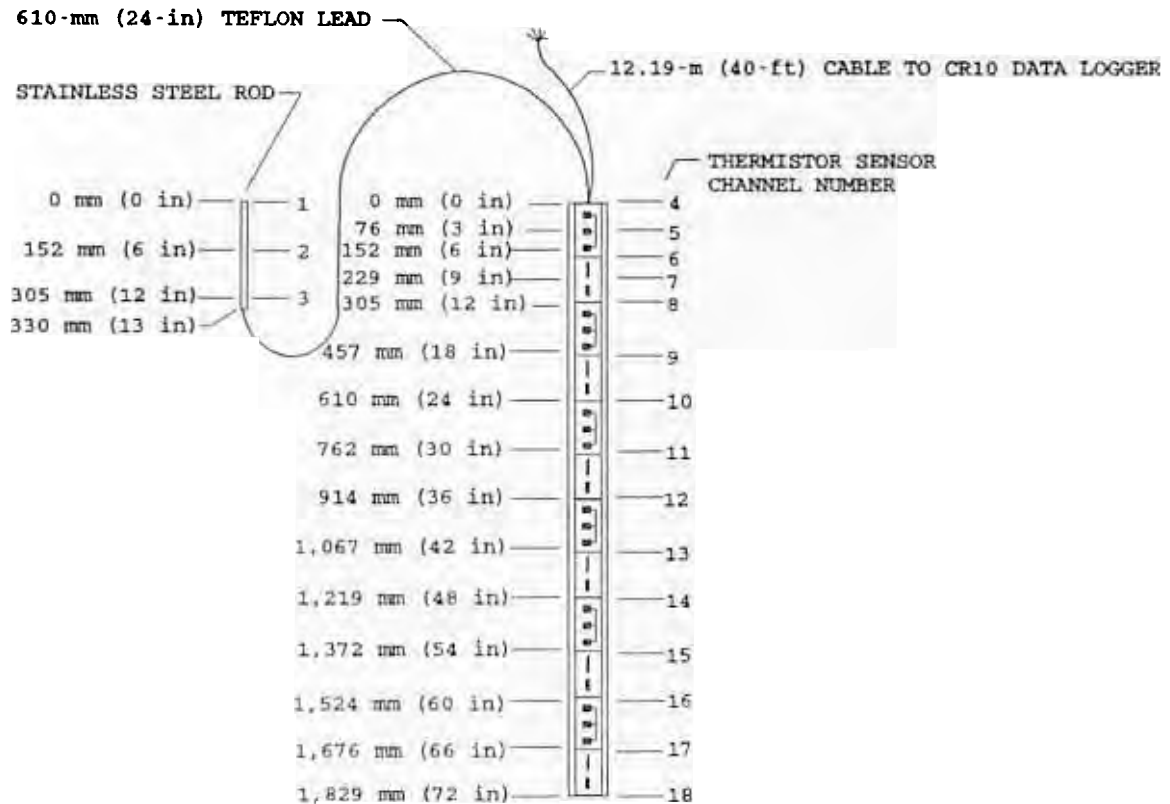 610-mm (24-in) TEFLON LEAD
12.19-m (40-ft) CABLE TO CR10 DATA LOGGER
STAINLESS STEEL ROD
THERMISTOR SENSOR
CHANNEL NUMBER
0 mm (0 in) 1 0 mm (0 in) 4
76 mm (3 in) 5
152 mm (6 in) 2 152 mm (6 in) 6
229 mm (9 in) 7
305 mm (12 in) 3 305 mm (12 in) 8
330 mm (13 in)
457 mm (18 in) 9
610 mm (24 in) 10
762 mm (30 in) 11
914 mm (36 in) 12
1,067 mm (42 in) 13
1,219 mm (48 in) 14
1,372 mm (54 in) 15
1,524 mm (60 in) 16
1,676 mm (66 in) 17
1,829 mm (72 in) 18